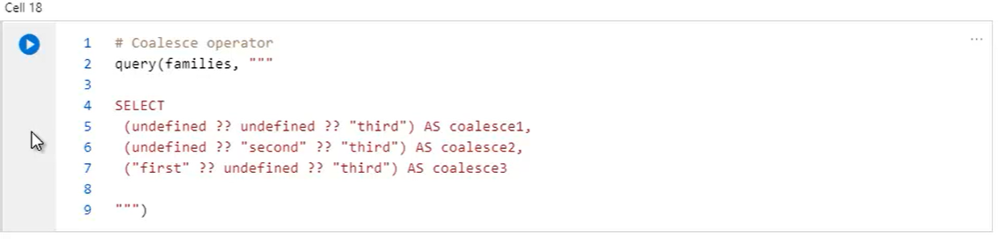 Cell 18
1 # Coalesce operator
2 query(families, """
3
4 SELECT
5 (undefined ?? undefined ?? "third") AS coalesce1,
6 (undefined ?? "second" ?? "third") AS coalesce2,
7 ("first" ?? undefined ?? "third") AS coalesce3
8
9 """)